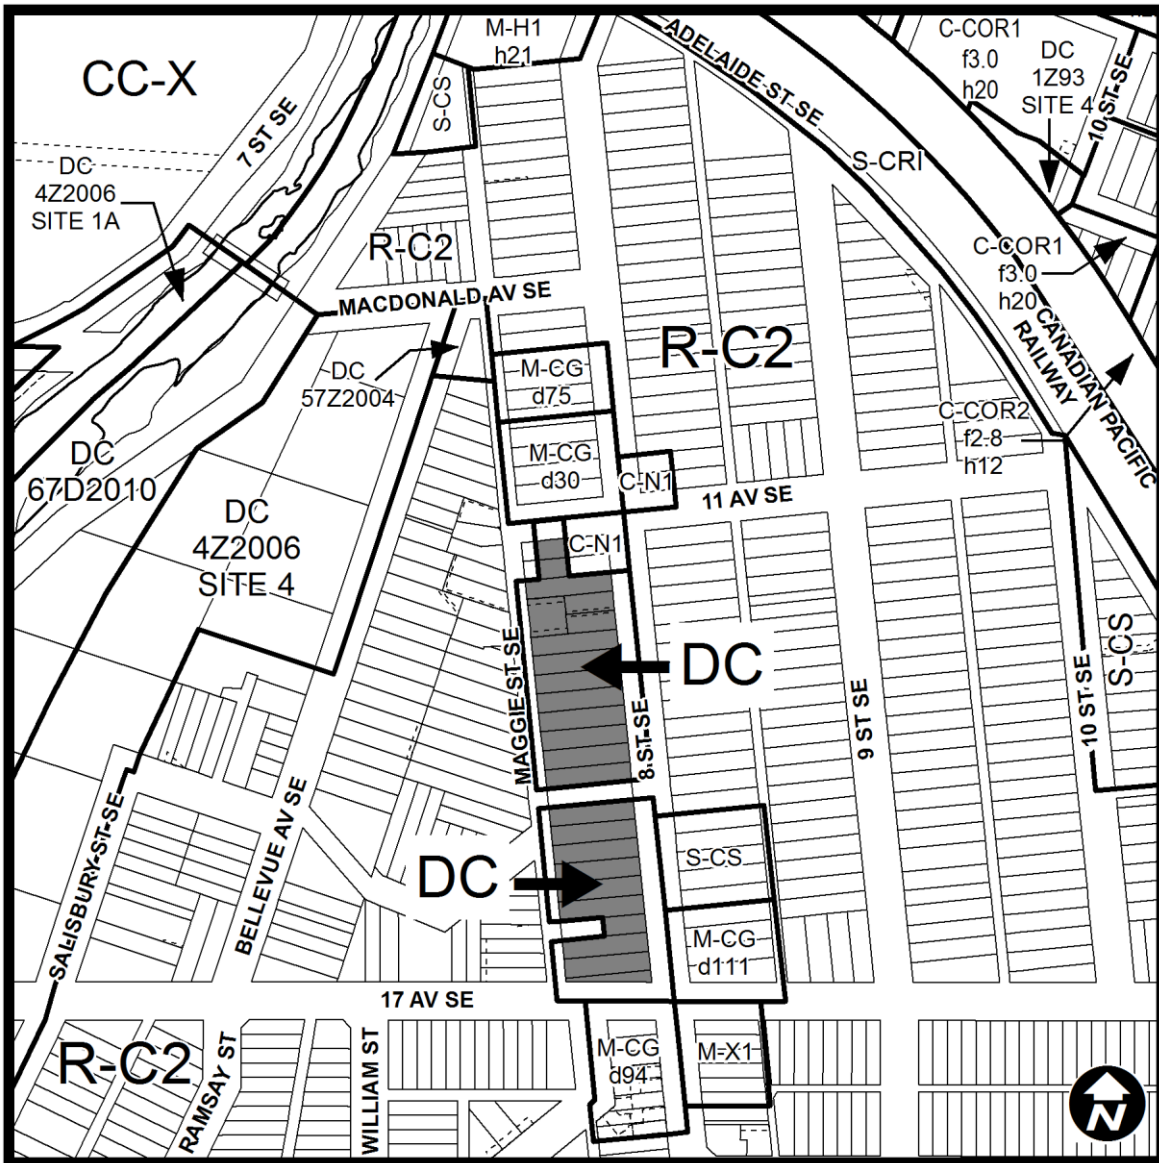 M-H1
h21
C-COR1
f3.0
h20
DC
1Z93
SITE 4
10 ST SE
ADELAIDE ST SE
CC-X
S-CS
7 ST SE
S-CRI
DC
4Z2006
SITE 1A
R-C2
C-COR1
f3.0
h20
MACDONALD AV SE
CANADIAN PACIFIC
RAILWAY
R-C2
DC
57Z2004
M-CG
d75
C-COR2
f2.8
h12
DC
67D2010
M-CG
d30
C-N1
11 AV SE
DC
4Z2006
SITE 4
C-N1
S-CS
MAGGIE ST SE
DC
8 ST SE
9 ST SE
10 ST SE
SALISBURY ST SE
BELLEVUE AV SE
DC
S-CS
M-CG
d111
17 AV SE
R-C2
RAMSAY ST
WILLIAM ST
M-CG
d94
M-X1
N